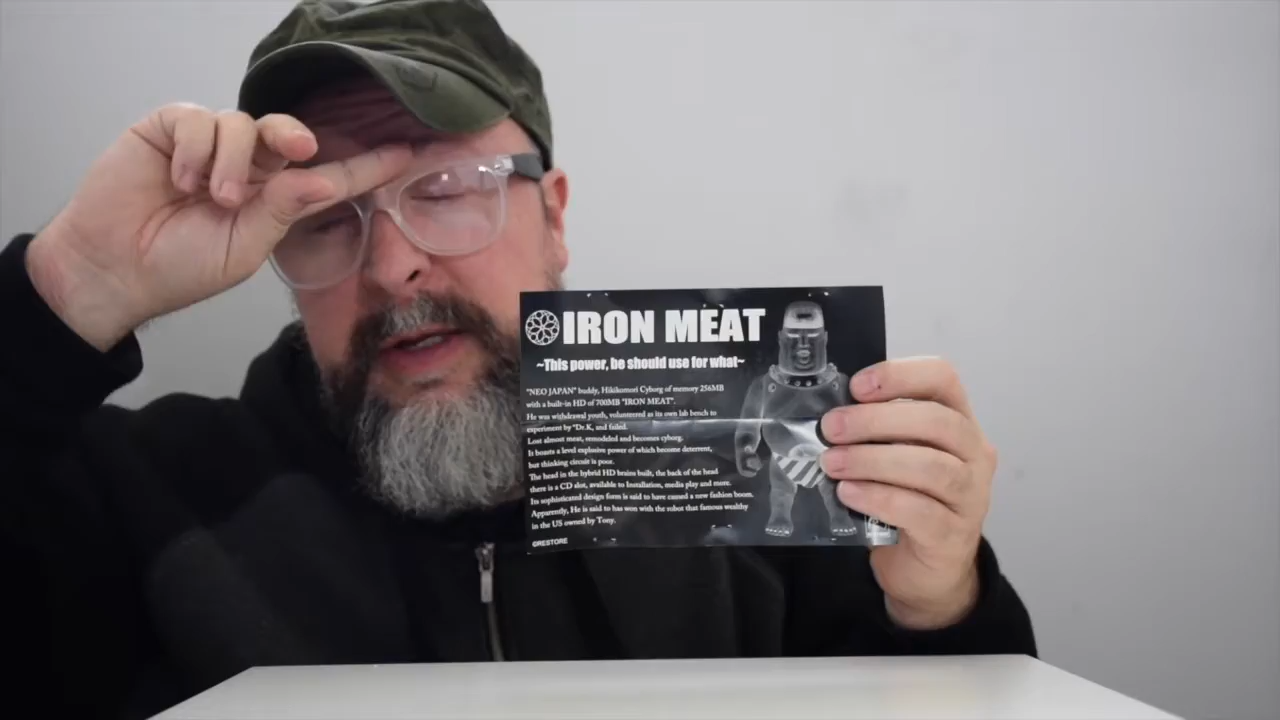 IRON MEAT
~This power, be should use for what~
"NEO JAPAN" buddy, Hikikomori Cyborg of memory 256MB
with a built-in HD of 700MB "IRON MEAT".
He was withdrawal youth, volunteered as its own lab bench to
experiment by "Dr.K, and failed.
Lost almost meat, remodeled and becomes cyborg.
It boasts a level explosive power of which become deterrent,
but thinking circuit is poor.
The head in the hybrid HD brains built, the back of the head
there is a CD slot, available to Installation, media play and more.
Its sophisticated design form is said to have caused a new fashion boom.
Apparently, He is said to has won with the robot that famous wealthy
in the US owned by Tony.
©RESTORE